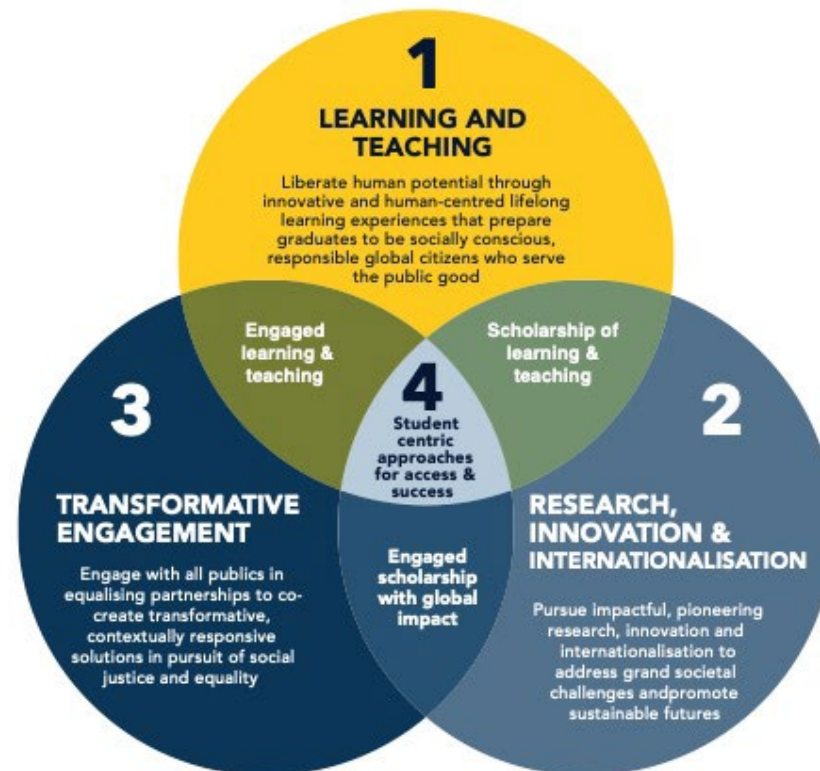 1
LEARNING AND
TEACHING
Liberate human potential through
innovative and human-centred lifelong
learning experiences that prepare
graduates to be socially conscious,
responsible global citizens who serve
the public good
Engaged
learning &
teaching
Scholarship of
learning &
teaching
4
Student
centric
approaches
for access &
success
3
TRANSFORMATIVE
ENGAGEMENT
Engage with all publics in
equalising partnerships to co-
create transformative,
contextually responsive
solutions in pursuit of social
justice and equality
Engaged
scholarship
with global
impact
2
RESEARCH,
INNOVATION &
INTERNATIONALISATION
Pursue impactful, pioneering
research, innovation and
internationalisation to
address grand societal
challenges andpromote
sustainable futures